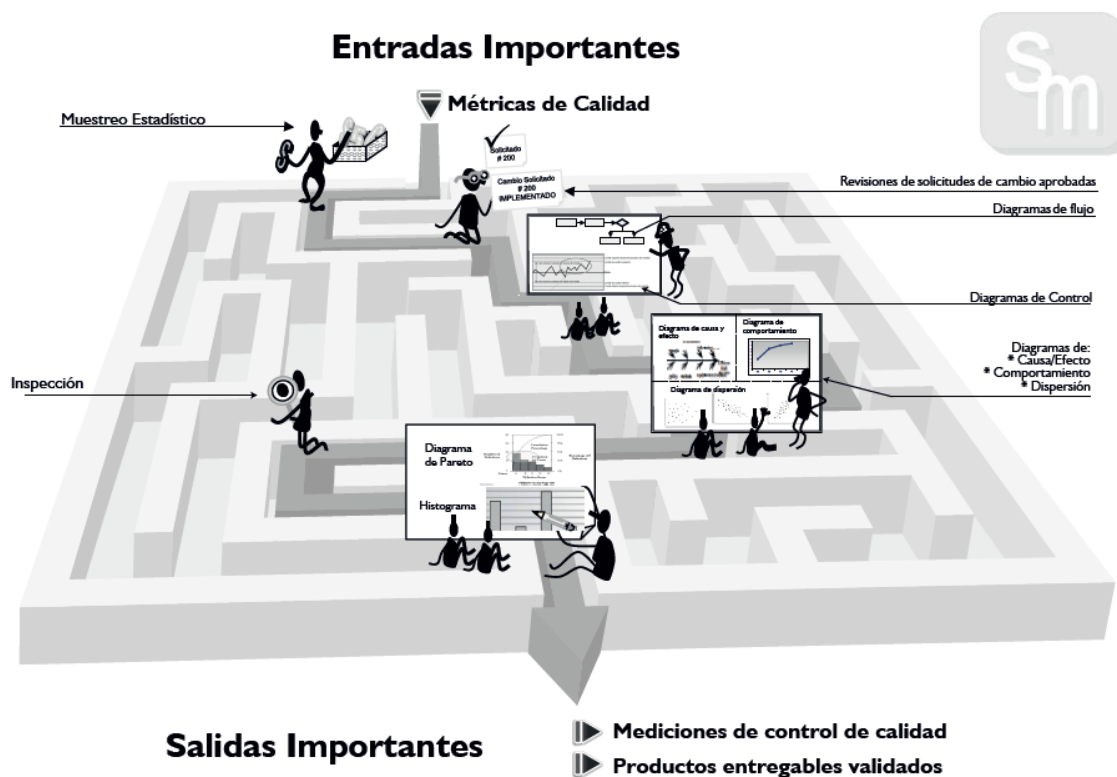 Entradas Importantes
Sm
Métricas de Calidad
Muestreo Estadístico
Solicitado
# 200
Cambio Solicitado
# 200
IMPLEMENTADO
Revisiones de solicitudes de cambio aprobadas
Diagramas de flujo
Diagramas de Control
Diagrama de causa y
efecto
Diagrama de
comportamiento
Diagramas de:
* Causa/Efecto
* Comportamiento
* Dispersión
Inspección
Diagrama de dispersión
Diagrama
de Pareto
Histograma
Salidas Importantes
Mediciones de control de calidad
Productos entregables validados